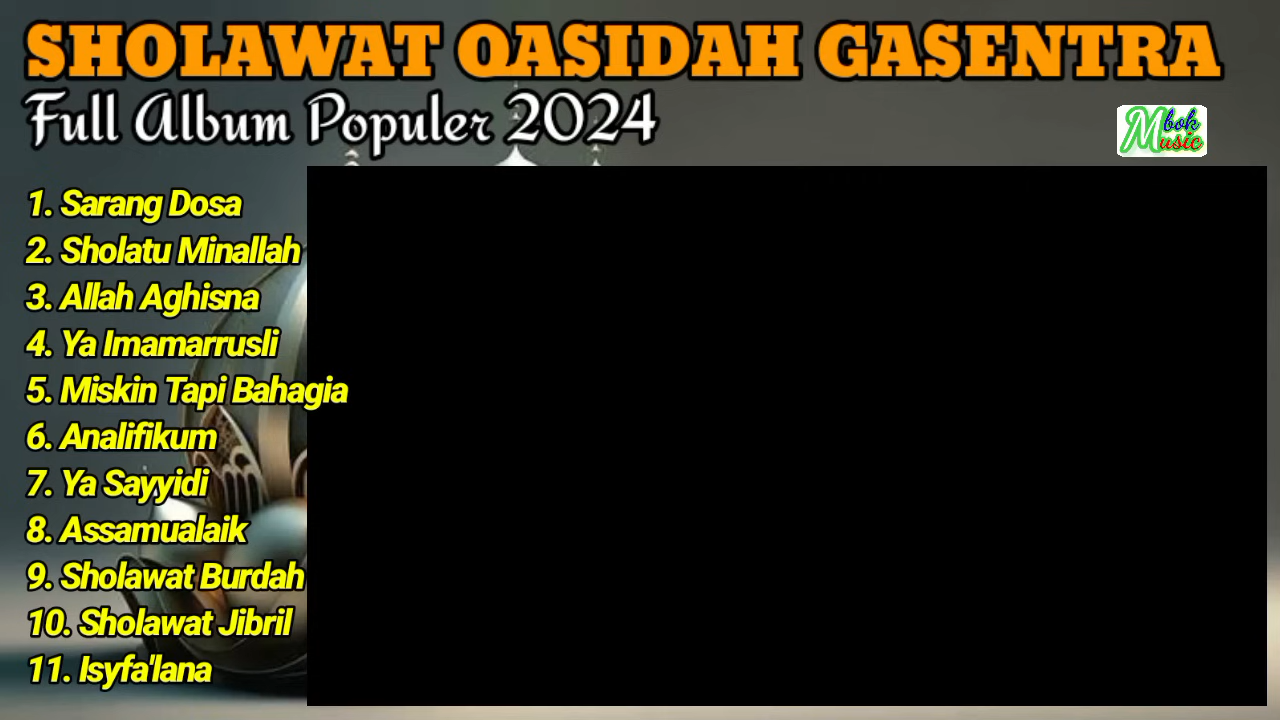 SHOLAWAT QASIDAH GASENTRA
Full Album Populer 2024
Mbok
Music
1. Sarang Dosa
2. Sholatu Minallah
3. Allah Aghisna
4. Ya Imamarrusli
5. Miskin Tapi Bahagia
6. Analifikum
7. Ya Sayyidi
8. Assamualaik
9. Sholawat Burdah
10. Sholawat Jibril
11. Isyfa'lana